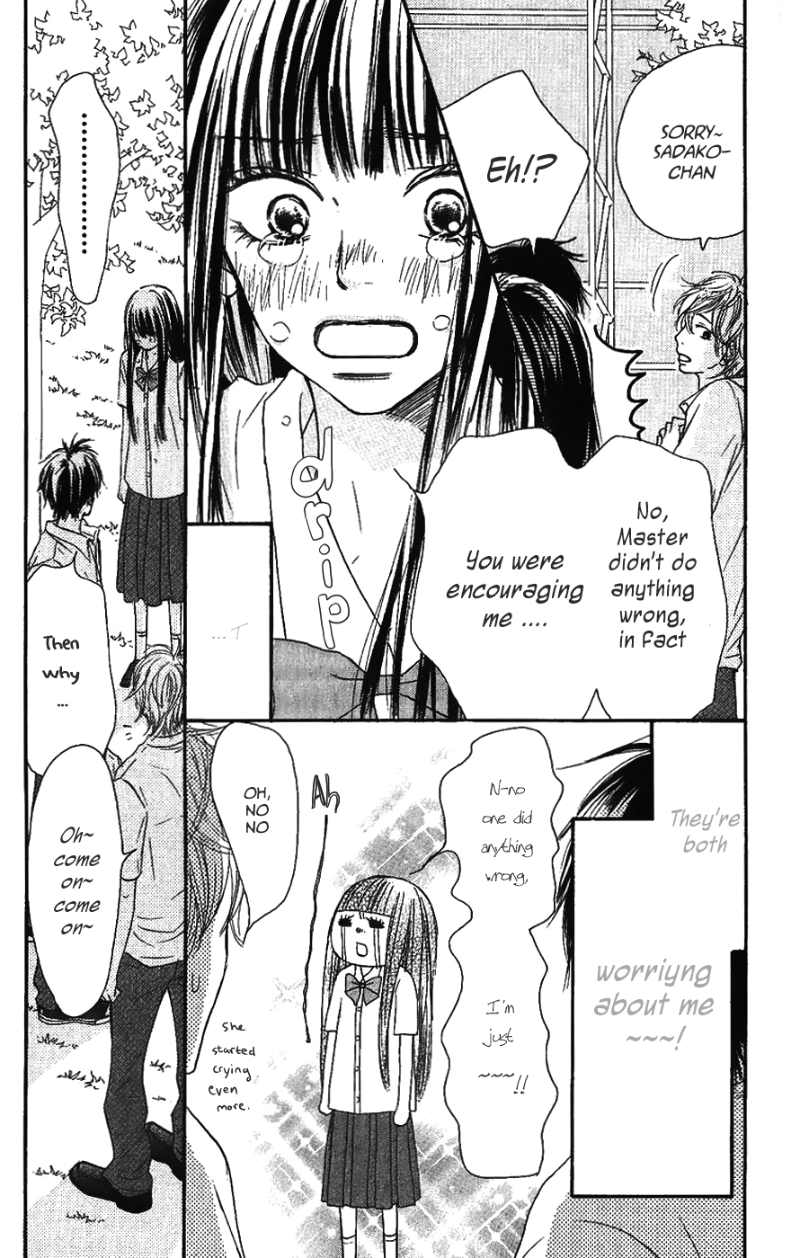 SORRY~
SADAKO-
CHAN
Eh!?
No,
Master
didn't do
anything
wrong,
in Fact
You were
encouraging
me ....
drip
...I
They're
both
worriyng
about me
~~~!
N-no
one did
anything
wrong,
I'm
just
~~~!!
Ah
OH,
NO
NO
She
started
crying
even
more.
............
Then
why
...
Oh~
come
on~
come
on~